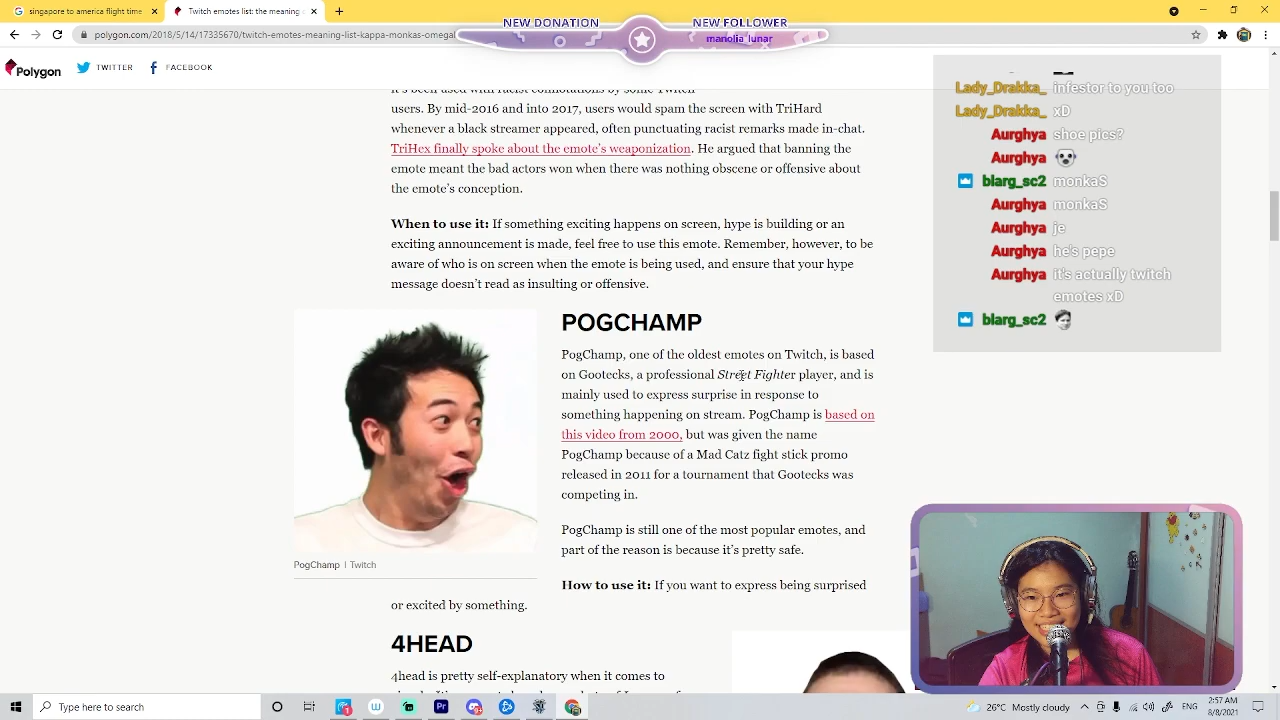 NEW DONATION
NEW FOLLOWER
manolia_lunar
singapore to america flight time
Twitch emotes meaning list:
polygon.com/2018/5/14/17335670/twitch-emotes-meaning-list-kappa-monkas-omega
Polygon
TWITTER
FACEBOOK
users. By mid-2016 and into 2017, users would spam the screen with TriHard
whenever a black streamer appeared, often punctuating racist remarks made in-chat.
TriHex finally spoke about the emote's weaponization. He argued that banning the
emote meant the bad actors won when there was nothing obscene or offensive about
the emote's conception.
When to use it: If something exciting happens on screen, hype is building or an
exciting announcement is made, feel free to use this emote. Remember, however, to be
aware of who is on screen when the emote is being used, and ensure that your hype
message doesn't read as insulting or offensive.
POGCHAMP
PogChamp, one of the oldest emotes on Twitch, is based
on Gootecks, a professional Street Fighter player, and is
mainly used to express surprise in response to
something happening on stream. PogChamp is based on
this video from 2000, but was given the name
PogChamp because of a Mad Catz fight stick promo
released in 2011 for a tournament that Gootecks was
competing in.
PogChamp is still one of the most popular emotes, and
part of the reason is because it's pretty safe.
PogChamp | Twitch
How to use it: If you want to express being surprised
or excited by something.
4HEAD
4head is pretty self-explanatory when it comes to
Lady_Drakka_ infestor to you too
Lady_Drakka_ xD
Aurghya shoe pics?
Aurghya
blarg_sc2 monkaS
Aurghya monkaS
Aurghya je
Aurghya he's pepe
Aurghya it's actually twitch
emotes xD
blarg_sc2
Type here to search
26°C Mostly clear
2:57 AM
8/8/2021